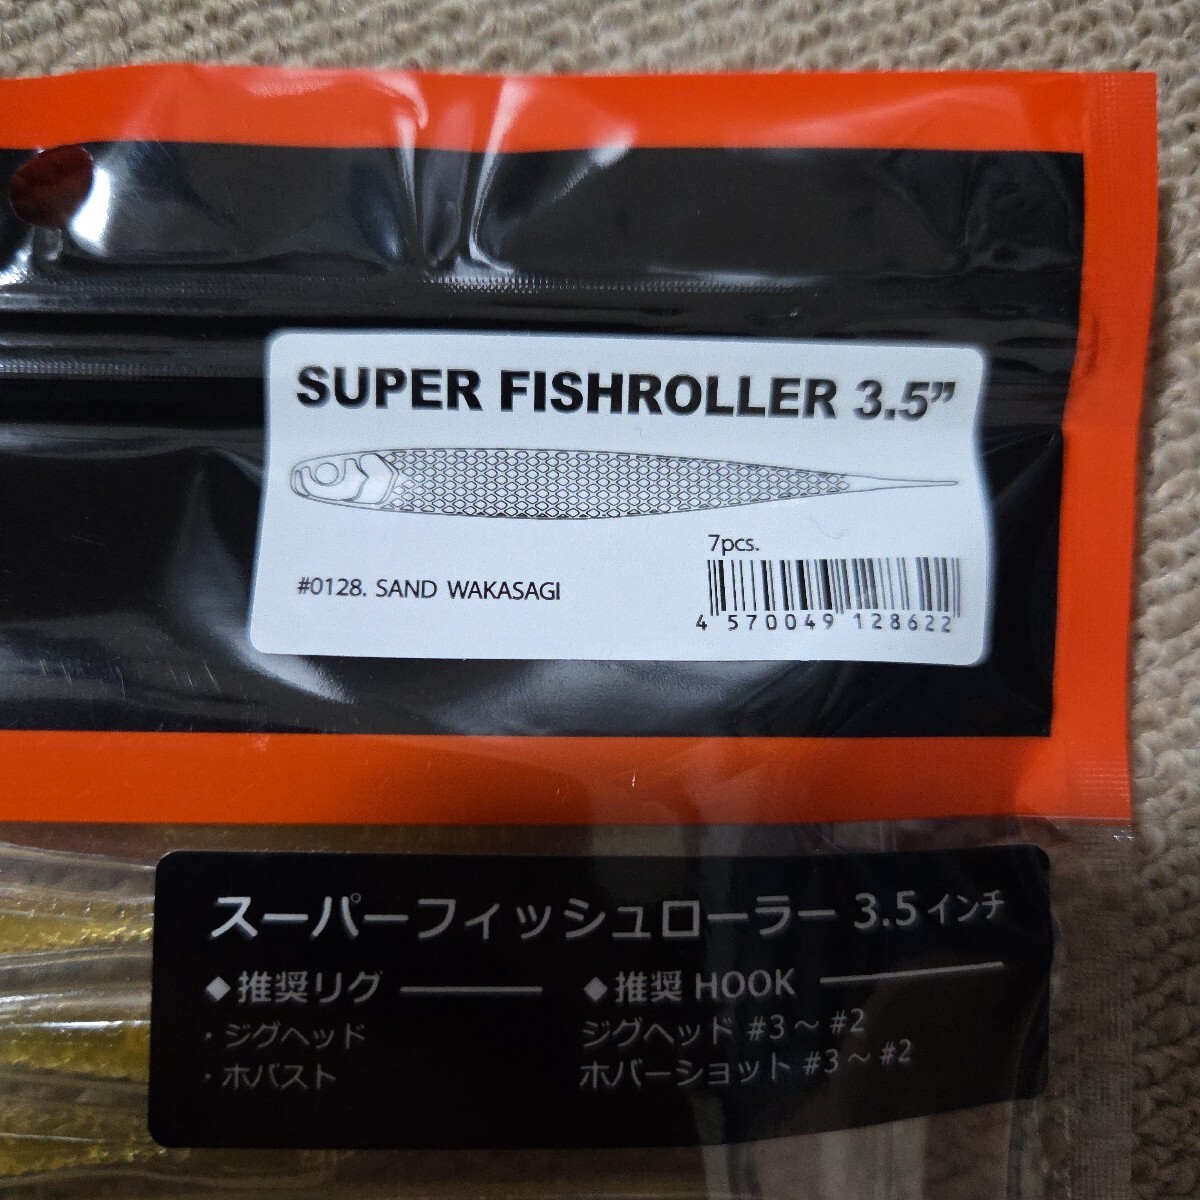 SUPER FISHROLLER 3.5”
7pcs.
#0128. SAND WAKASAGI
4 570049 128622
スーパーフィッシュローラー 3.5インチ
◆推奨リグ
・ジグヘッド
・ホバスト
◆推奨 HOOK
ジグヘッド #3～#2
ホバーショット #3～#2